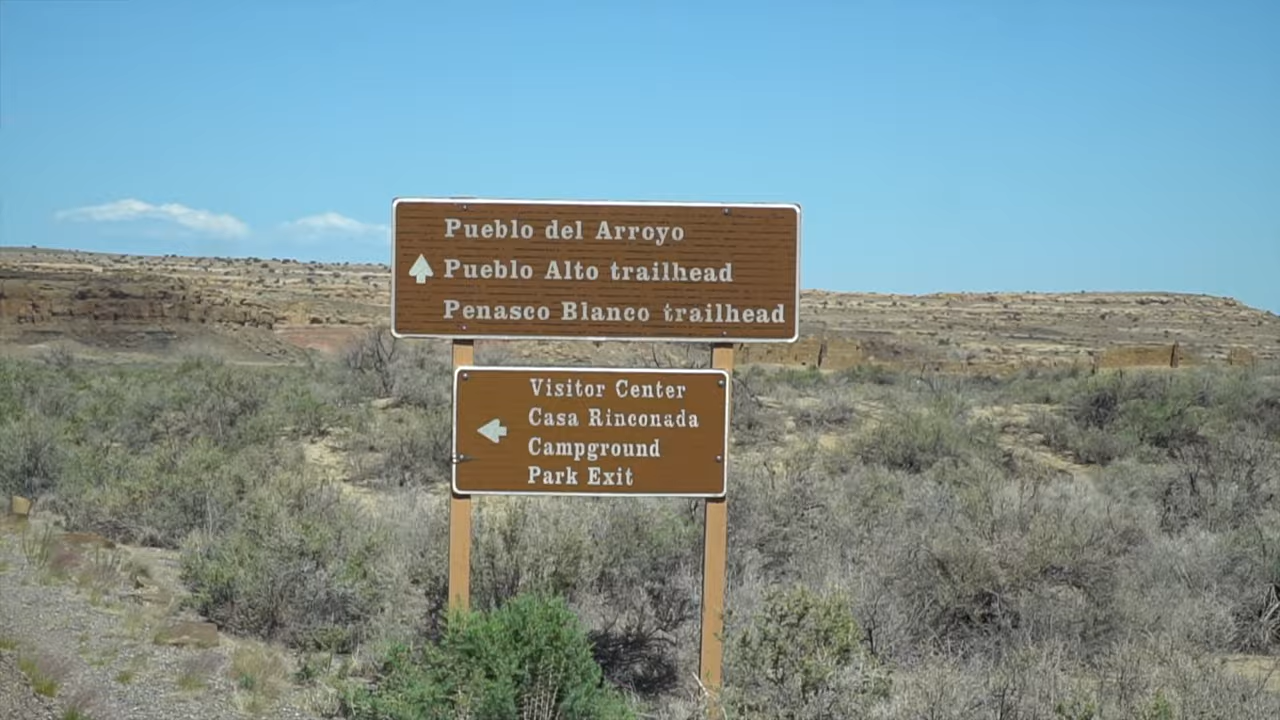 Pueblo del Arroyo
Pueblo Alto trailhead
Penasco Blanco trailhead
Visitor Center
Casa Rinconada
Campground
Park Exit